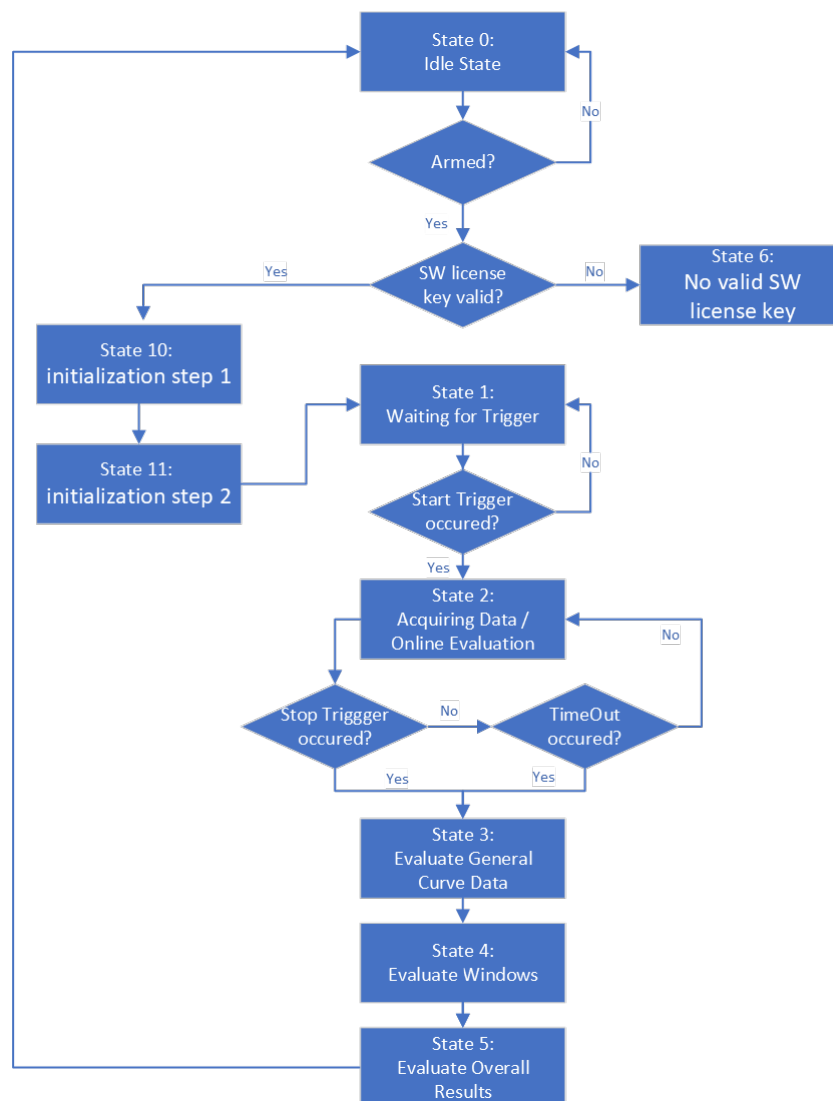 State 0:
Idle State
No
Armed?
Yes
Yes
SW license
key valid?
No
State 6:
No valid SW
license key
State 10:
initialization step 1
State 1:
Waiting for Trigger
State 11:
initialization step 2
No
Start Trigger
occured?
Yes
State 2:
Acquiring Data /
Online Evaluation
No
Stop Triggger
occured?
No
TimeOut
occured?
Yes
Yes
State 3:
Evaluate General
Curve Data
State 4:
Evaluate Windows
State 5:
Evaluate Overall
Results